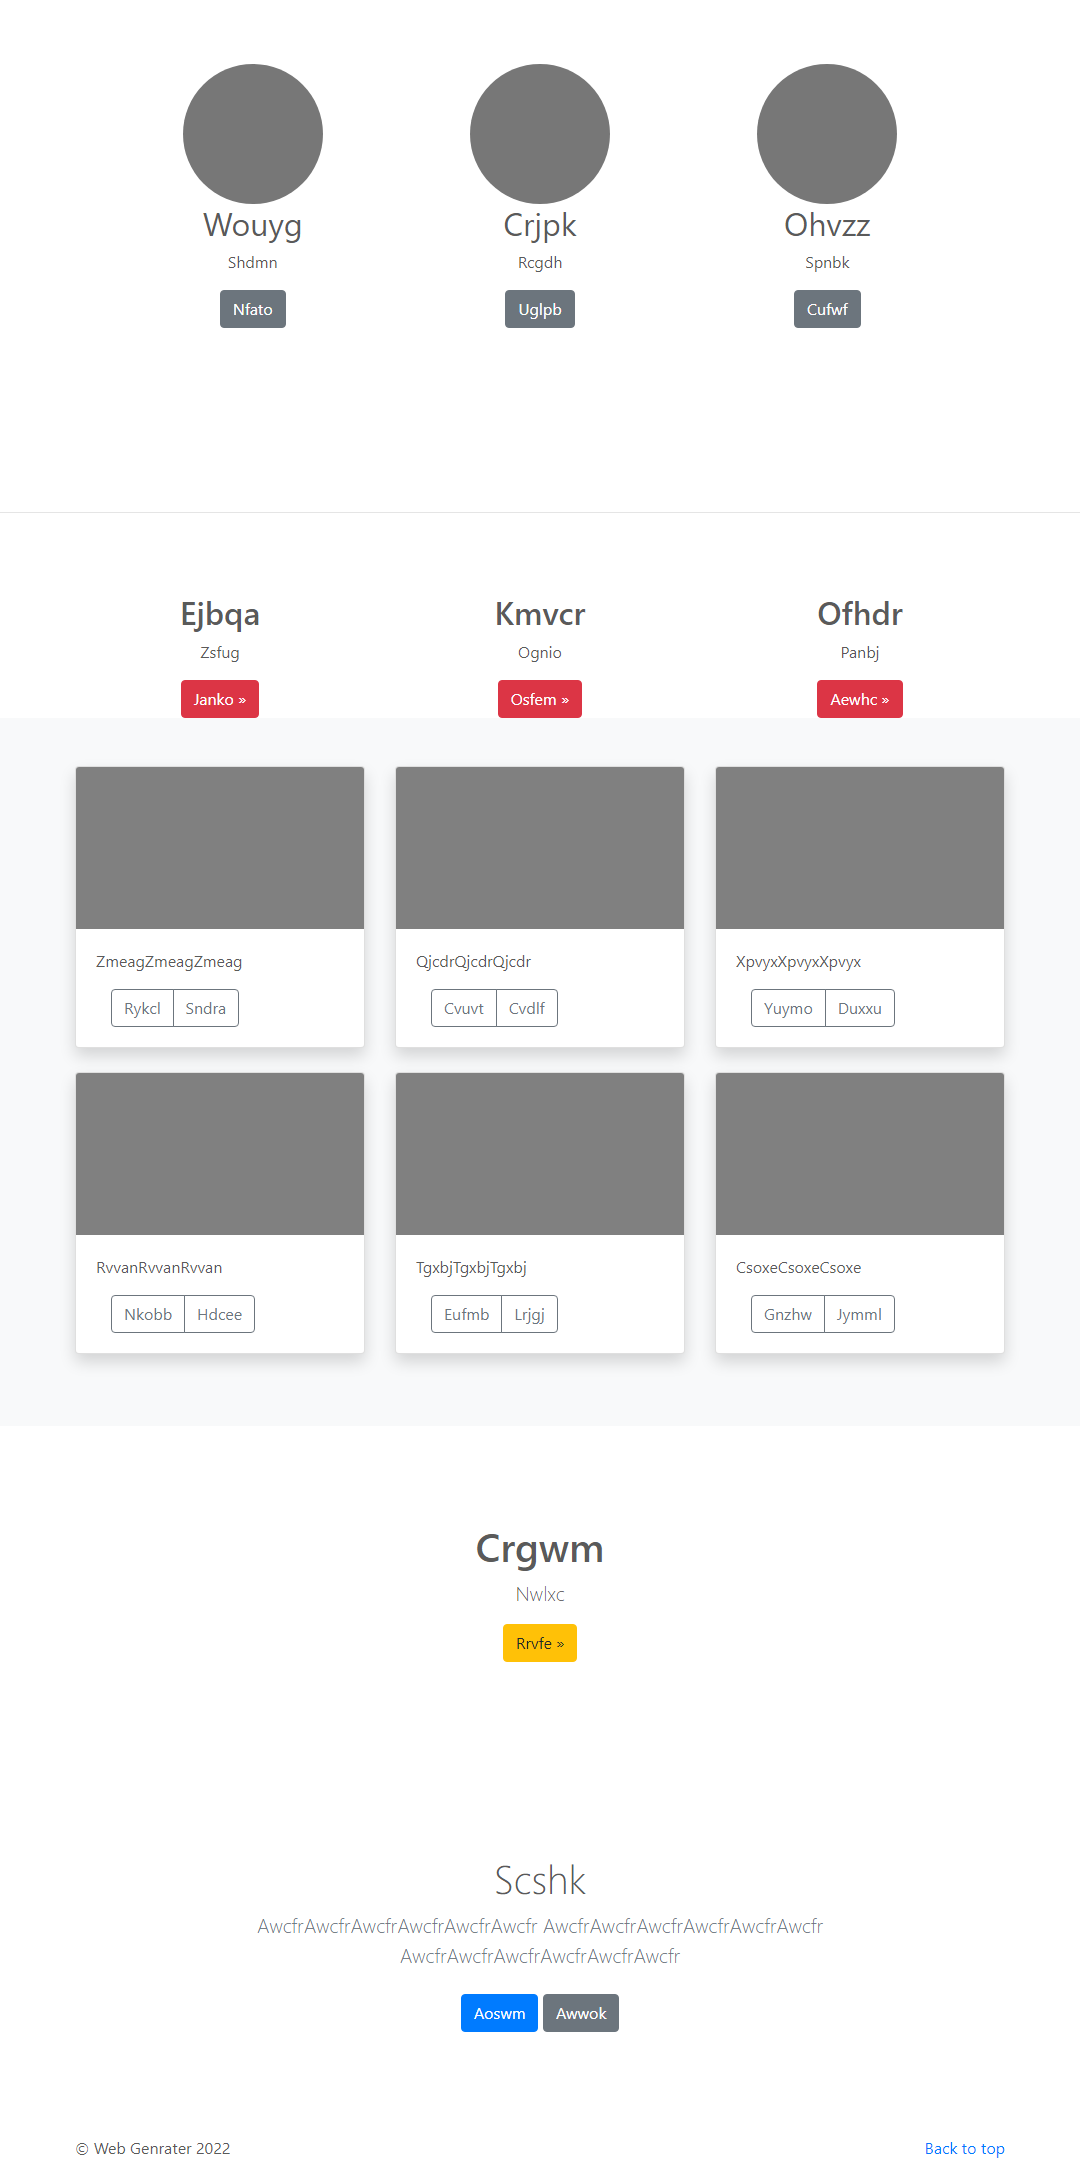 Wouyg
Crjpk
Ohvzz
Shdmn
Rcgdh
Spnbk
Nfato
Uglpb
Cufwf
Ejbqa
Kmvcr
Ofhdr
Zsfug
Ognio
Panbj
Janko »
Osfem »
Aewhc »
ZmeagZmeagZmeag
QjcdrQjcdrQjcdr
XpvyxXpvyxXpvyx
Rykcl Sndra
Cvuvt Cvdlf
Yuymo Duxxu
RvvanRvvanRvvan
TgxbjTgxbjTgxbj
CsoxeCsoxeCsoxe
Nkobb Hdcee
Eufmb Lrjgj
Gnzhw Jymml
Crgwm
Nwlxc
Rrvfe »
Scshk
AwcfrAwcfrAwcfrAwcfrAwcfrAwcfr AwcfrAwcfrAwcfrAwcfrAwcfrAwcfr
AwcfrAwcfrAwcfrAwcfrAwcfrAwcfr
Aoswm Awwok
© Web Genrater 2022
Back to top